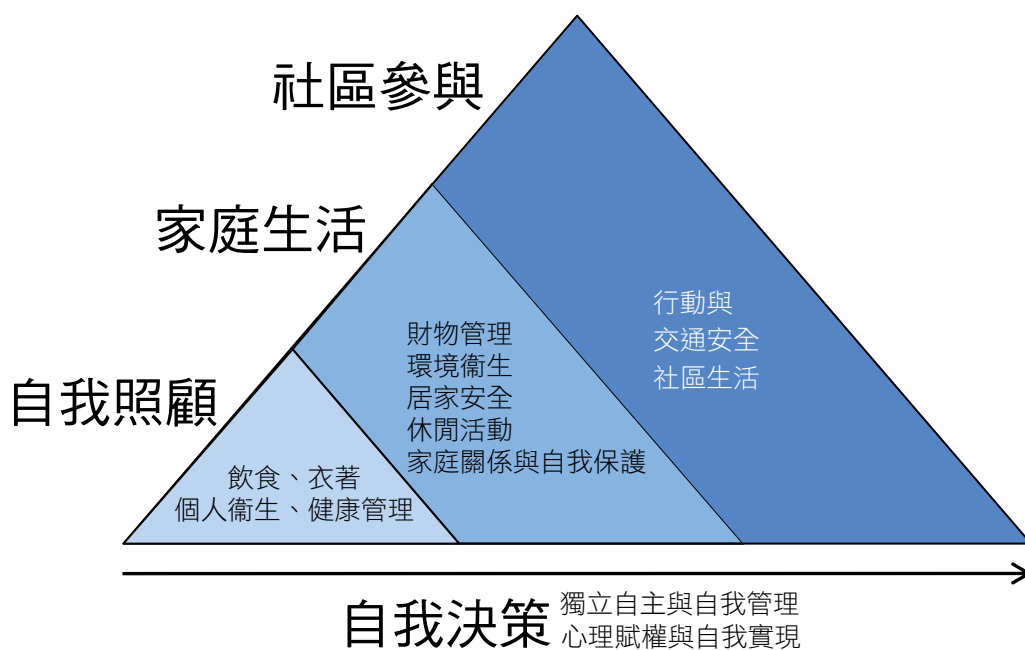 社區參與
家庭生活
行動與
交通安全
社區生活
財物管理
環境衞生
居家安全
休閒活動
家庭關係與自我保護
自我照顧
飲食、衣著
個人衞生、健康管理
自我決策
獨立自主與自我管理
心理賦權與自我實現